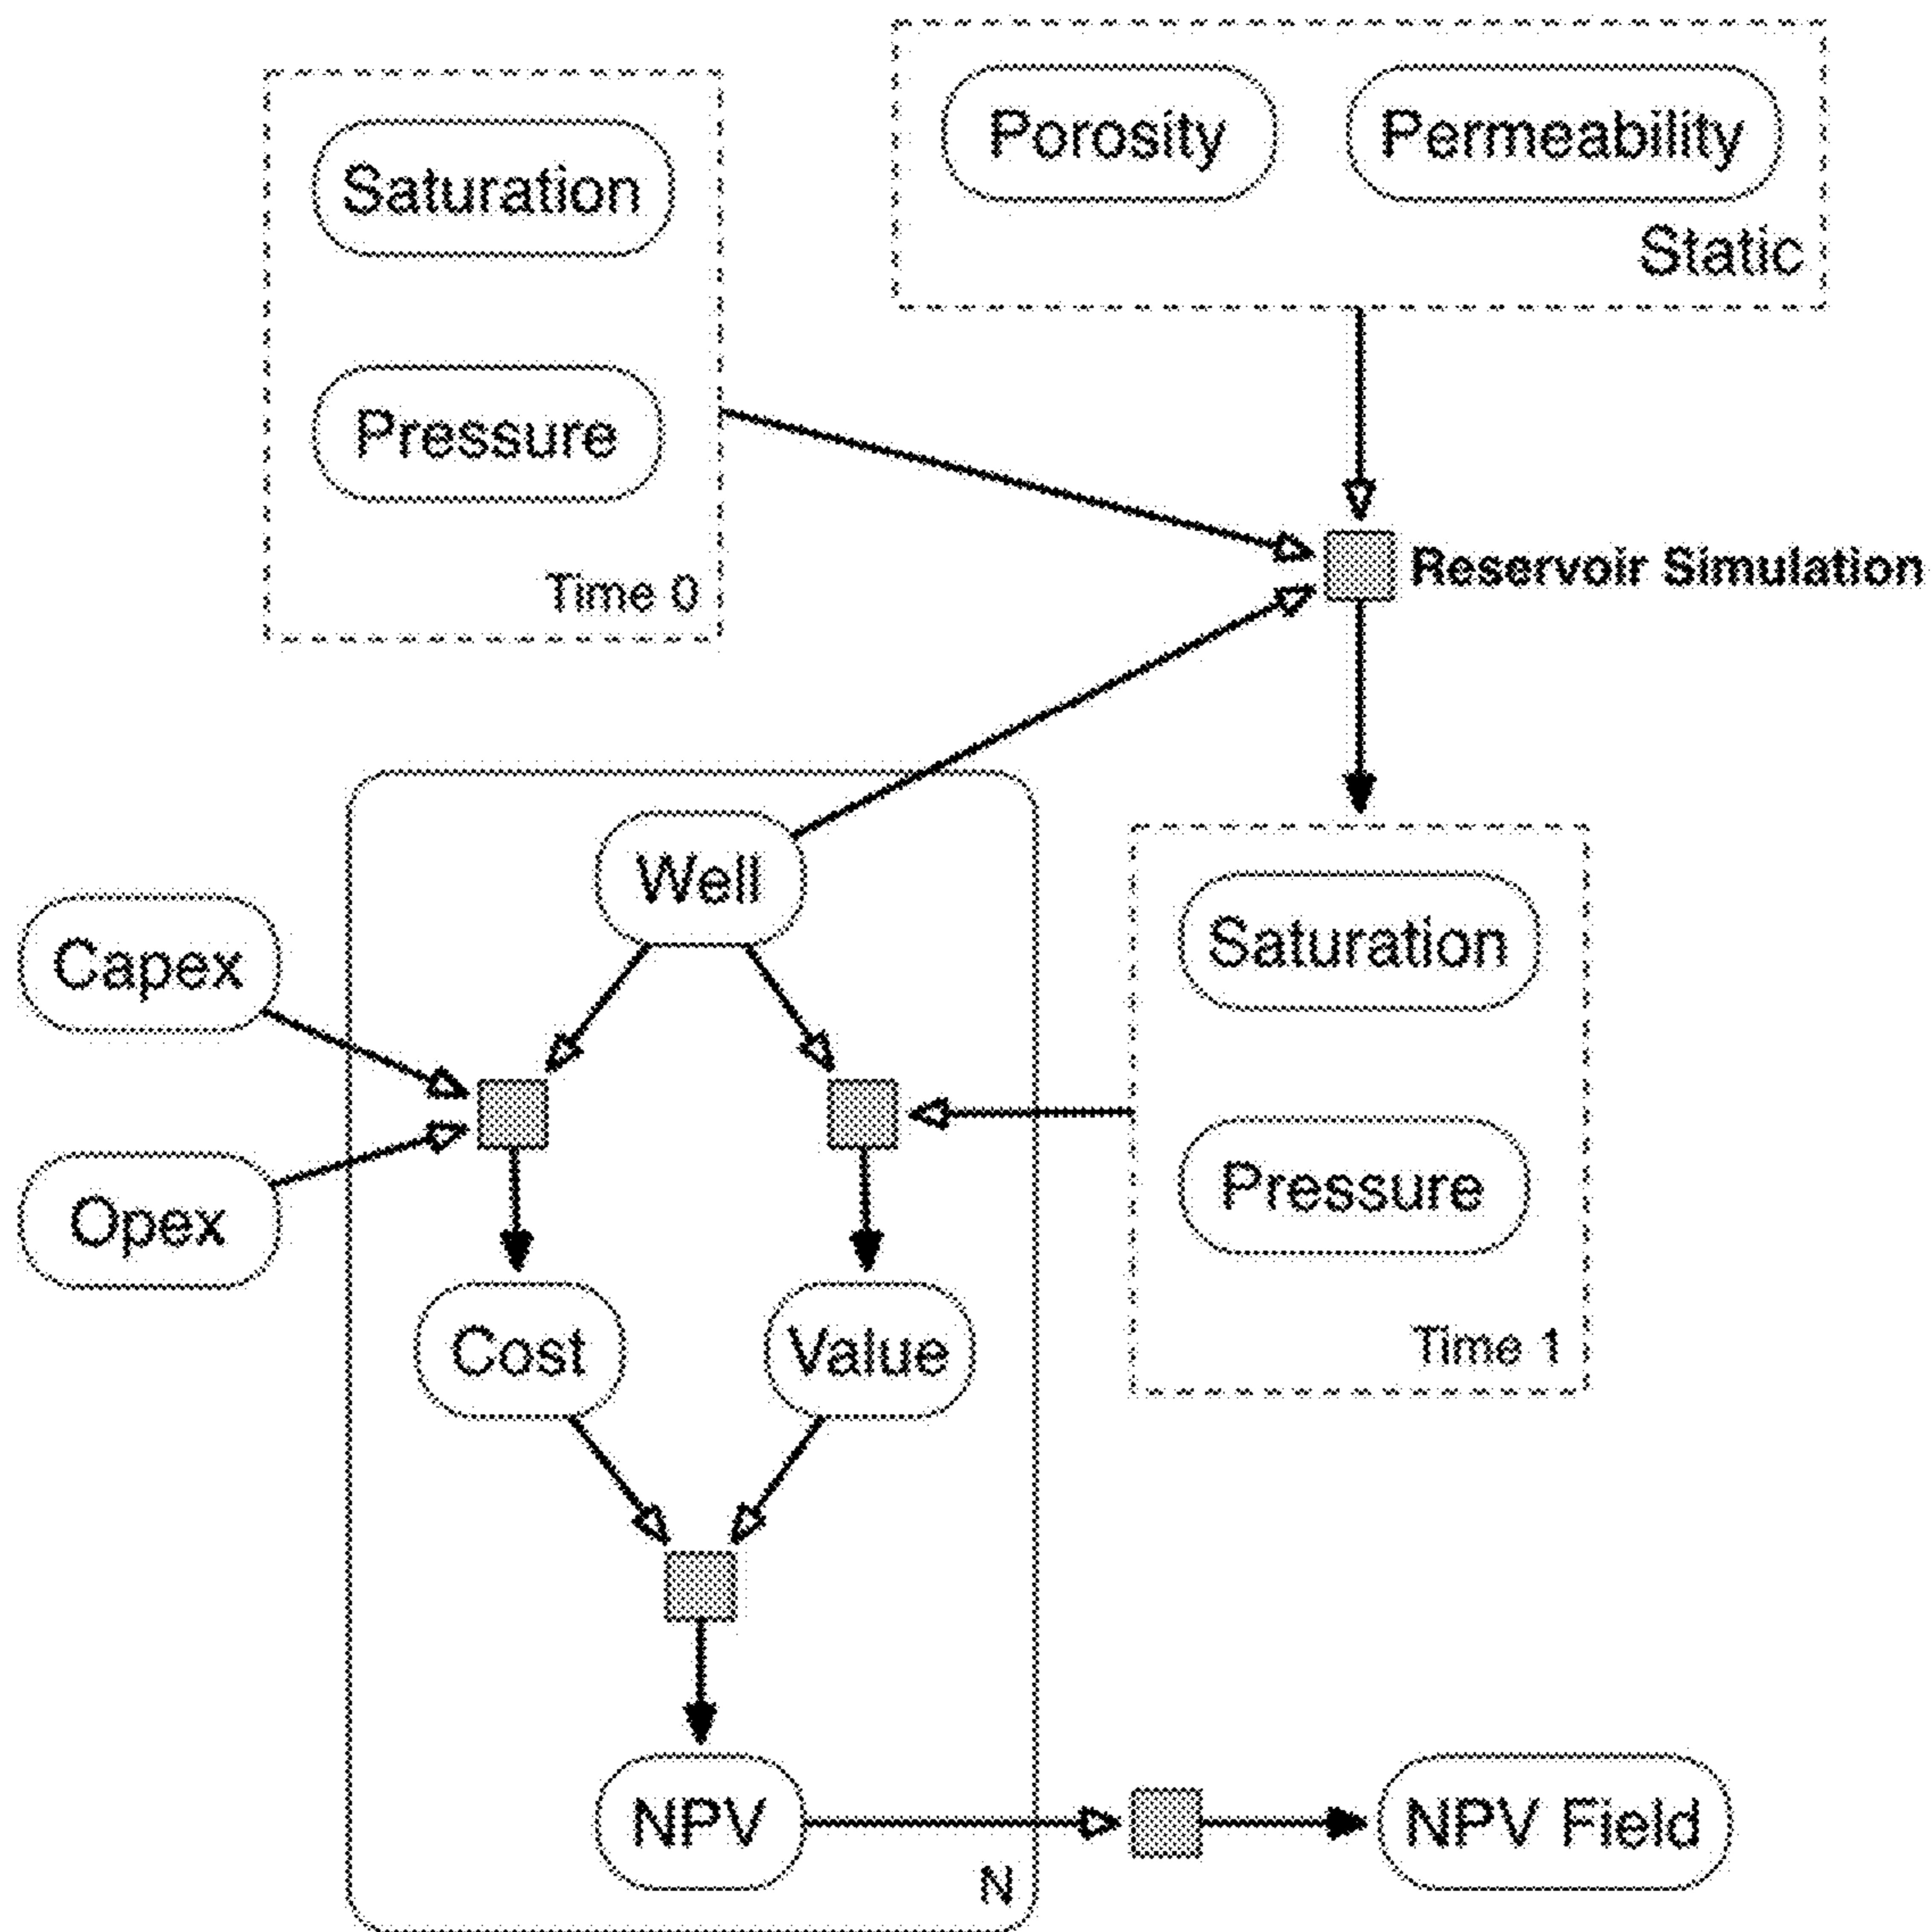 Porosity
Permeability
Static
Saturation
Pressure
Time 0
Reservoir Simulation
Well
Capex
Opex
Saturation
Pressure
Time 1
Cost
Value
NPV
N
NPV Field